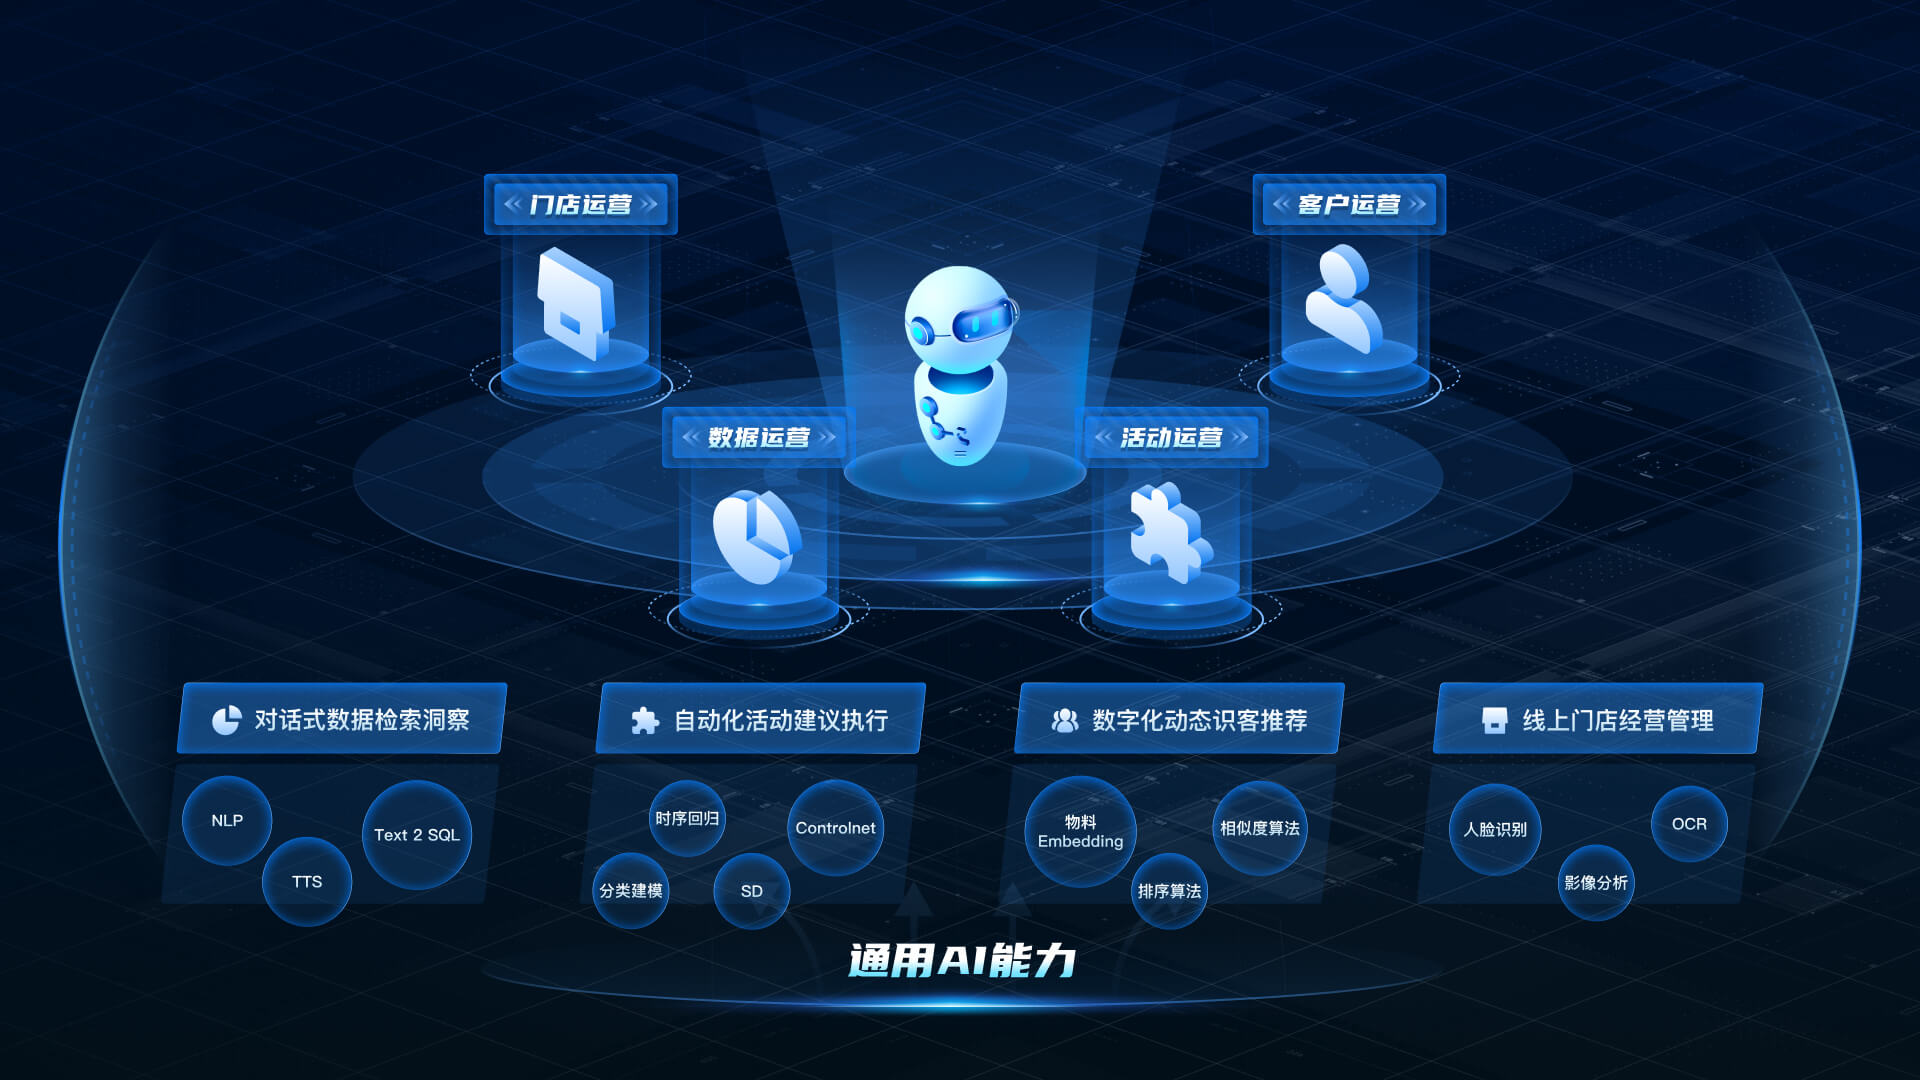 门店运营
客户运营
数据运营
活动运营
对话式数据检索洞察
自动化活动建议执行
数字化动态识客推荐
线上门店经营管理
NLP
TTS
Text 2 SQL
时序回归
分类建模
SD
Controlnet
物料
Embedding
排序算法
相似度算法
人脸识别
影像分析
OCR
通用AI能力